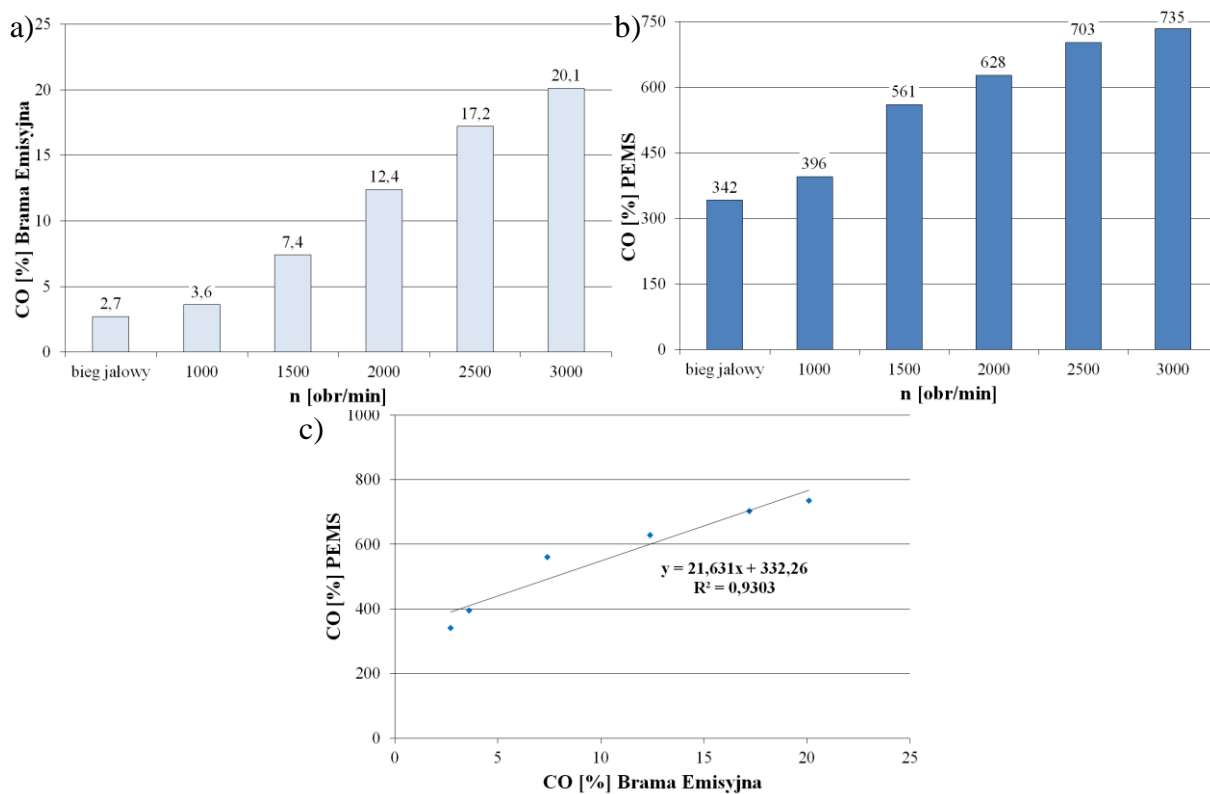 a)
CO [%] Brama Emisyjna
25
20
15
10
5
0
2,7
3,6
7,4
12,4
17,2
20,1
bieg jałowy 1000 1500 2000 2500 3000
n [obr/min]
b)
CO [%] PEMS
750
600
450
300
150
0
342
396
561
628
703
735
bieg jałowy 1000 1500 2000 2500 3000
n [obr/min]
c)
CO [%] PEMS
1000
800
600
400
200
0
y = 21,631x + 332,26
R² = 0,9303
0 5 10 15 20 25
CO [%] Brama Emisyjna